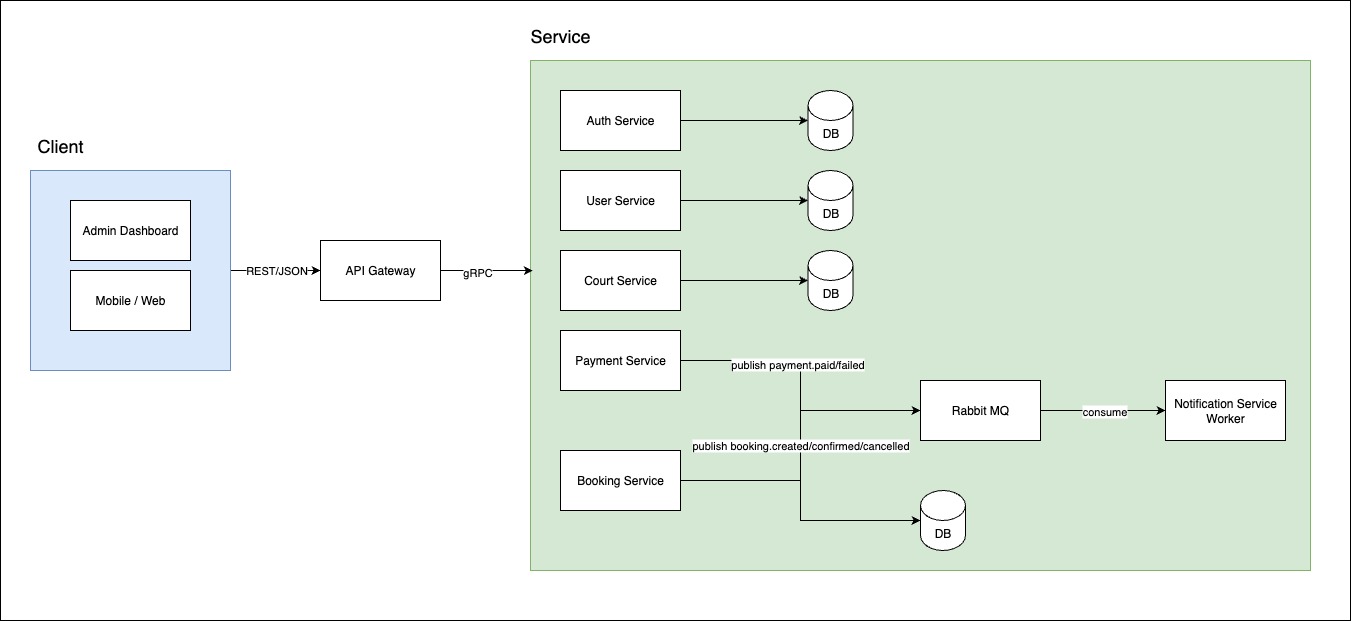 Service
Client
Admin Dashboard
Mobile / Web
REST/JSON
API Gateway
gRPC
Auth Service
DB
User Service
DB
Court Service
DB
Payment Service
publish payment.paid/failed
Rabbit MQ
consume
Notification Service
Worker
publish booking.created/confirmed/cancelled
Booking Service
DB